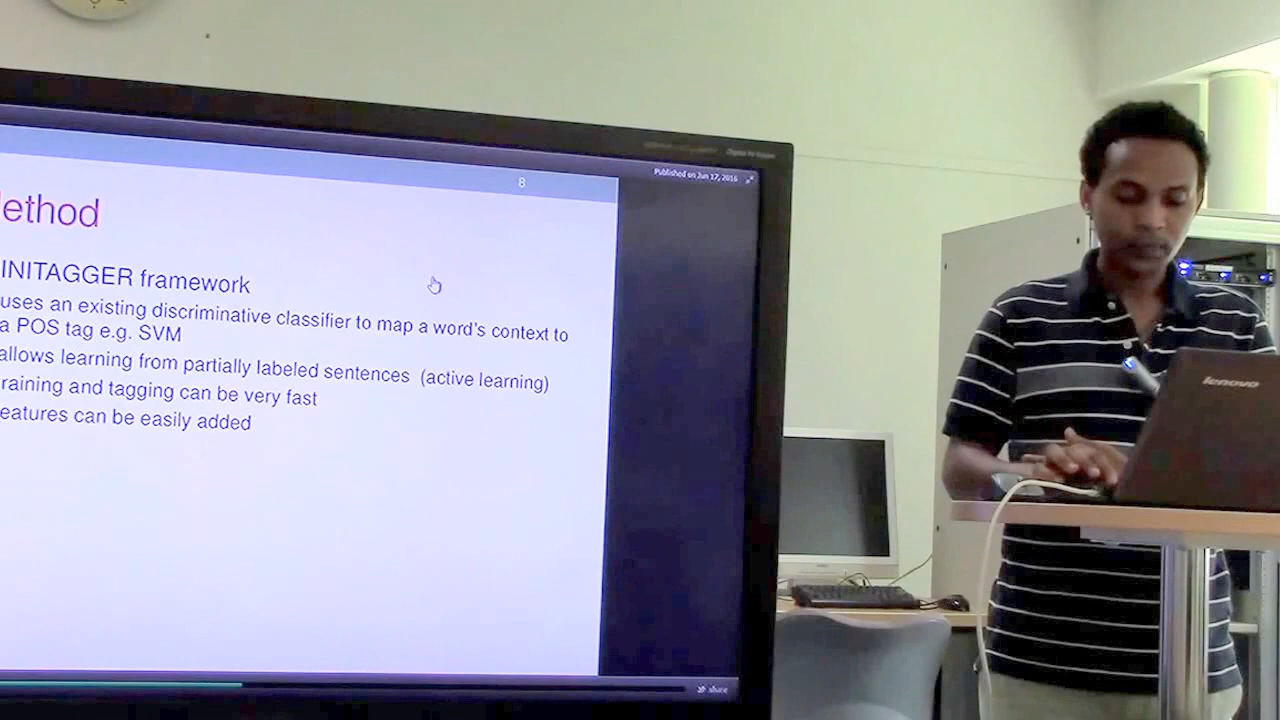 8
Published on Jun 17, 2016
ethod
INITAGGER framework
uses an existing discriminative classifier to map a word's context to
a POS tag e.g. SVM
allows learning from partially labeled sentences (active learning)
raining and tagging can be very fast
eatures can be easily added
share
lenovo